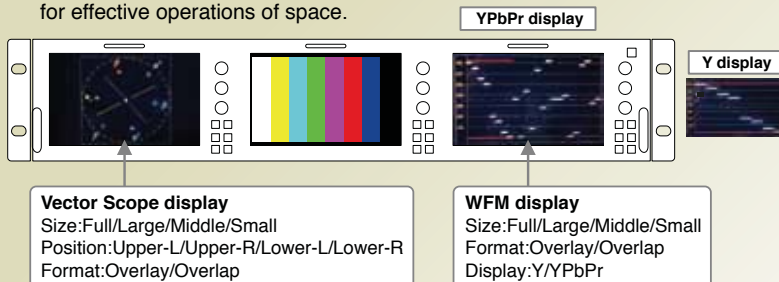 for effective operations of space.
YPbPr display
Y display
Vector Scope display
Size:Full/Large/Middle/Small
Position:Upper-L/Upper-R/Lower-L/Lower-R
Format:Overlay/Overlap
WFM display
Size:Full/Large/Middle/Small
Format:Overlay/Overlap
Display:Y/YPbPr